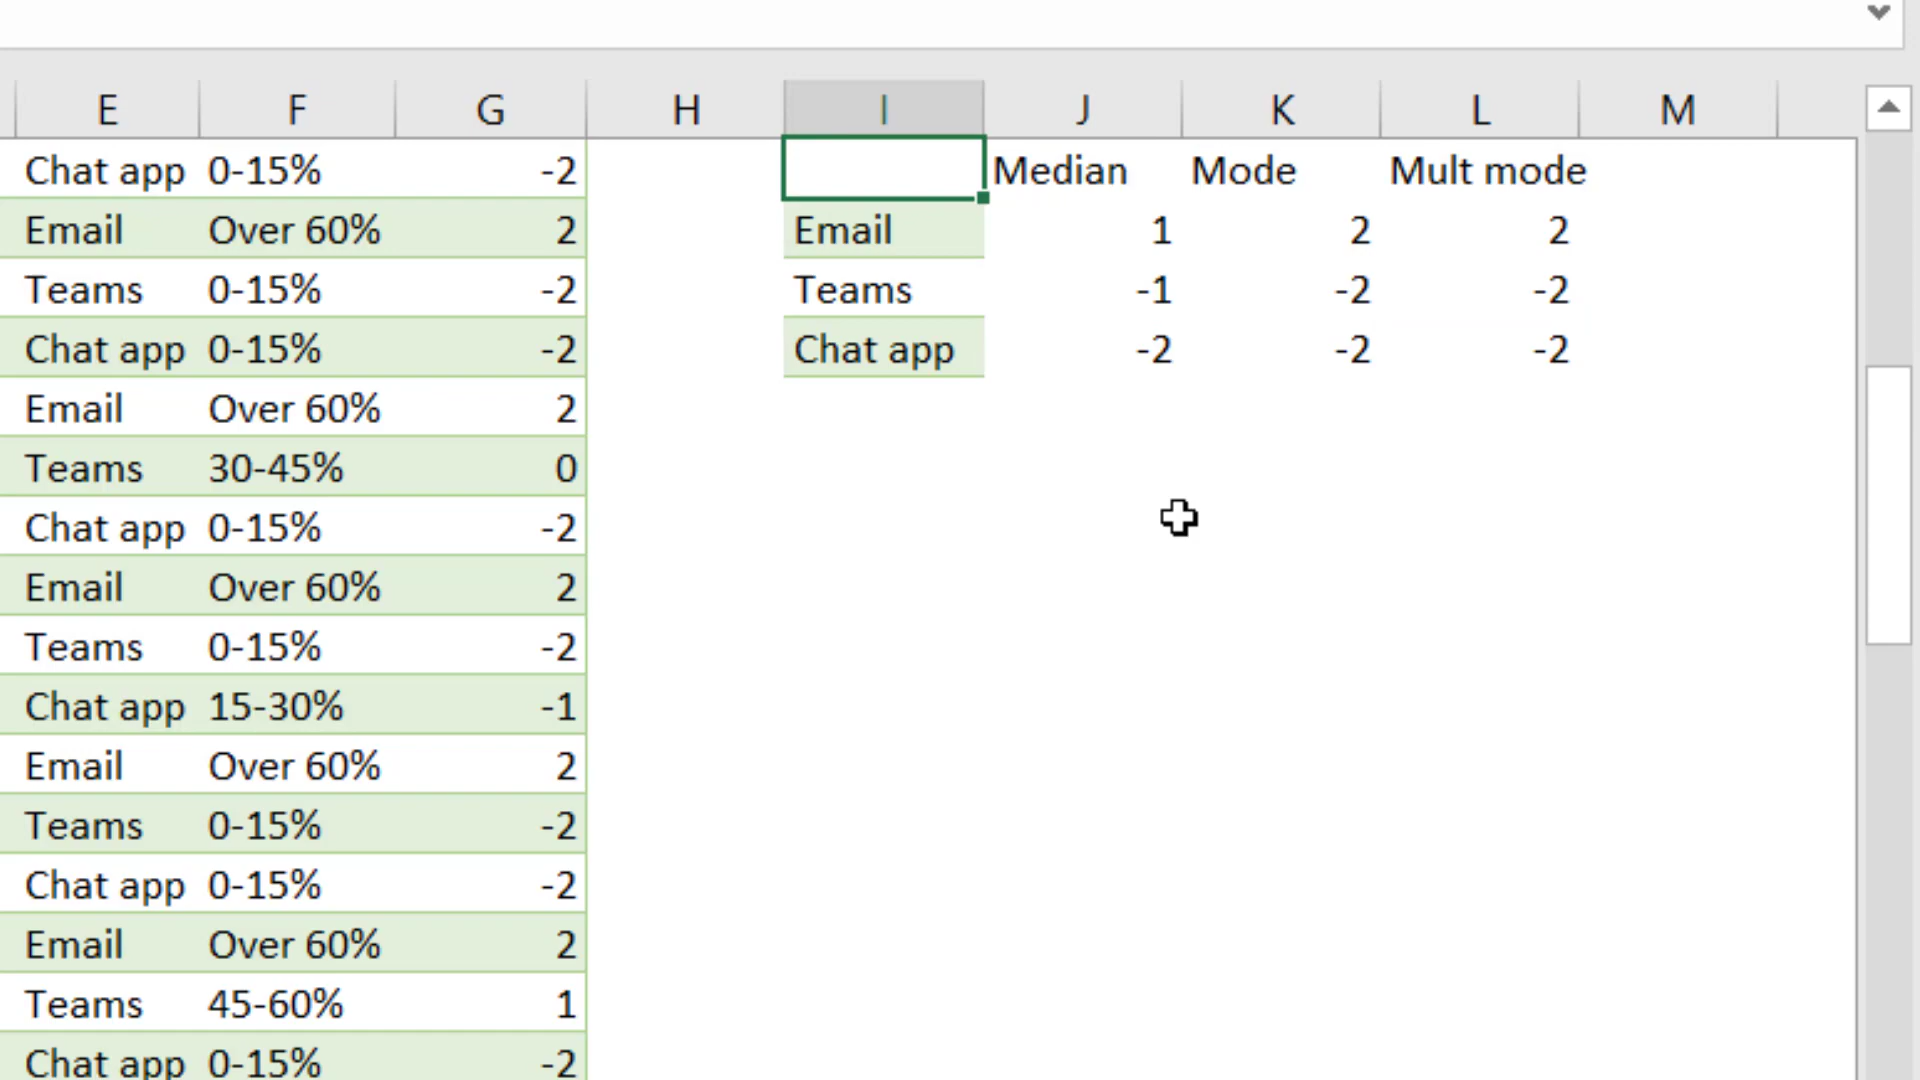 E F G H I J K L M
Chat app 0-15% -2 Median Mode Mult mode
Email Over 60% 2 Email 1 2 2
Teams 0-15% -2 Teams -1 -2 -2
Chat app 0-15% -2 Chat app -2 -2 -2
Email Over 60% 2
Teams 30-45% 0
Chat app 0-15% -2
Email Over 60% 2
Teams 0-15% -2
Chat app 15-30% -1
Email Over 60% 2
Teams 0-15% -2
Chat app 0-15% -2
Email Over 60% 2
Teams 45-60% 1
Chat app 0-15% -2